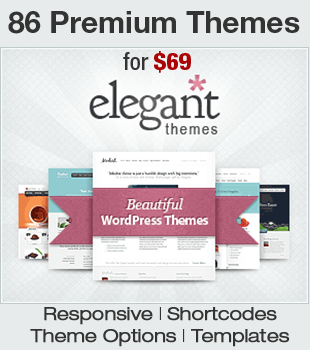 86 Premium Themes
for $69
elegant
themes
Beautiful
WordPress Themes
Responsive | Shortcodes
Theme Options | Templates